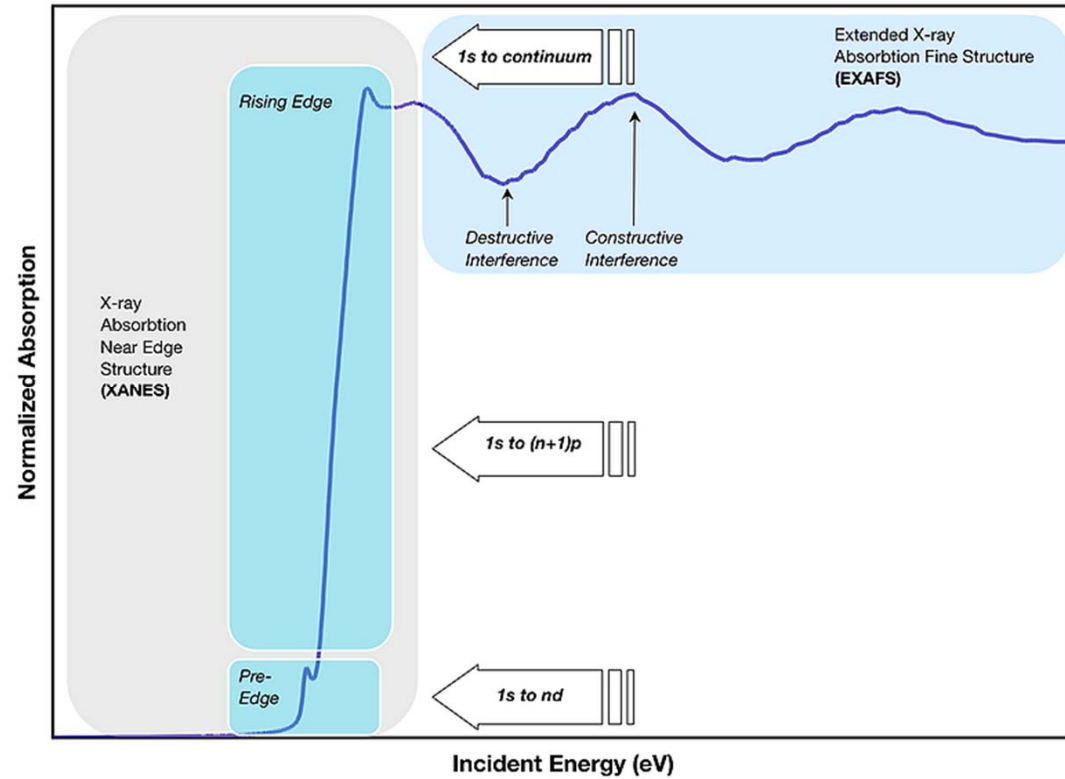 1s to continuum
Extended X-ray
Absorbtion Fine Structure
(EXAFS)
Rising Edge
Destructive
Interference
Constructive
Interference
X-ray
Absorbtion
Near Edge
Structure
(XANES)
Normalized Absorption
1s to (n+1)p
Pre-
Edge
1s to nd
Incident Energy (eV)